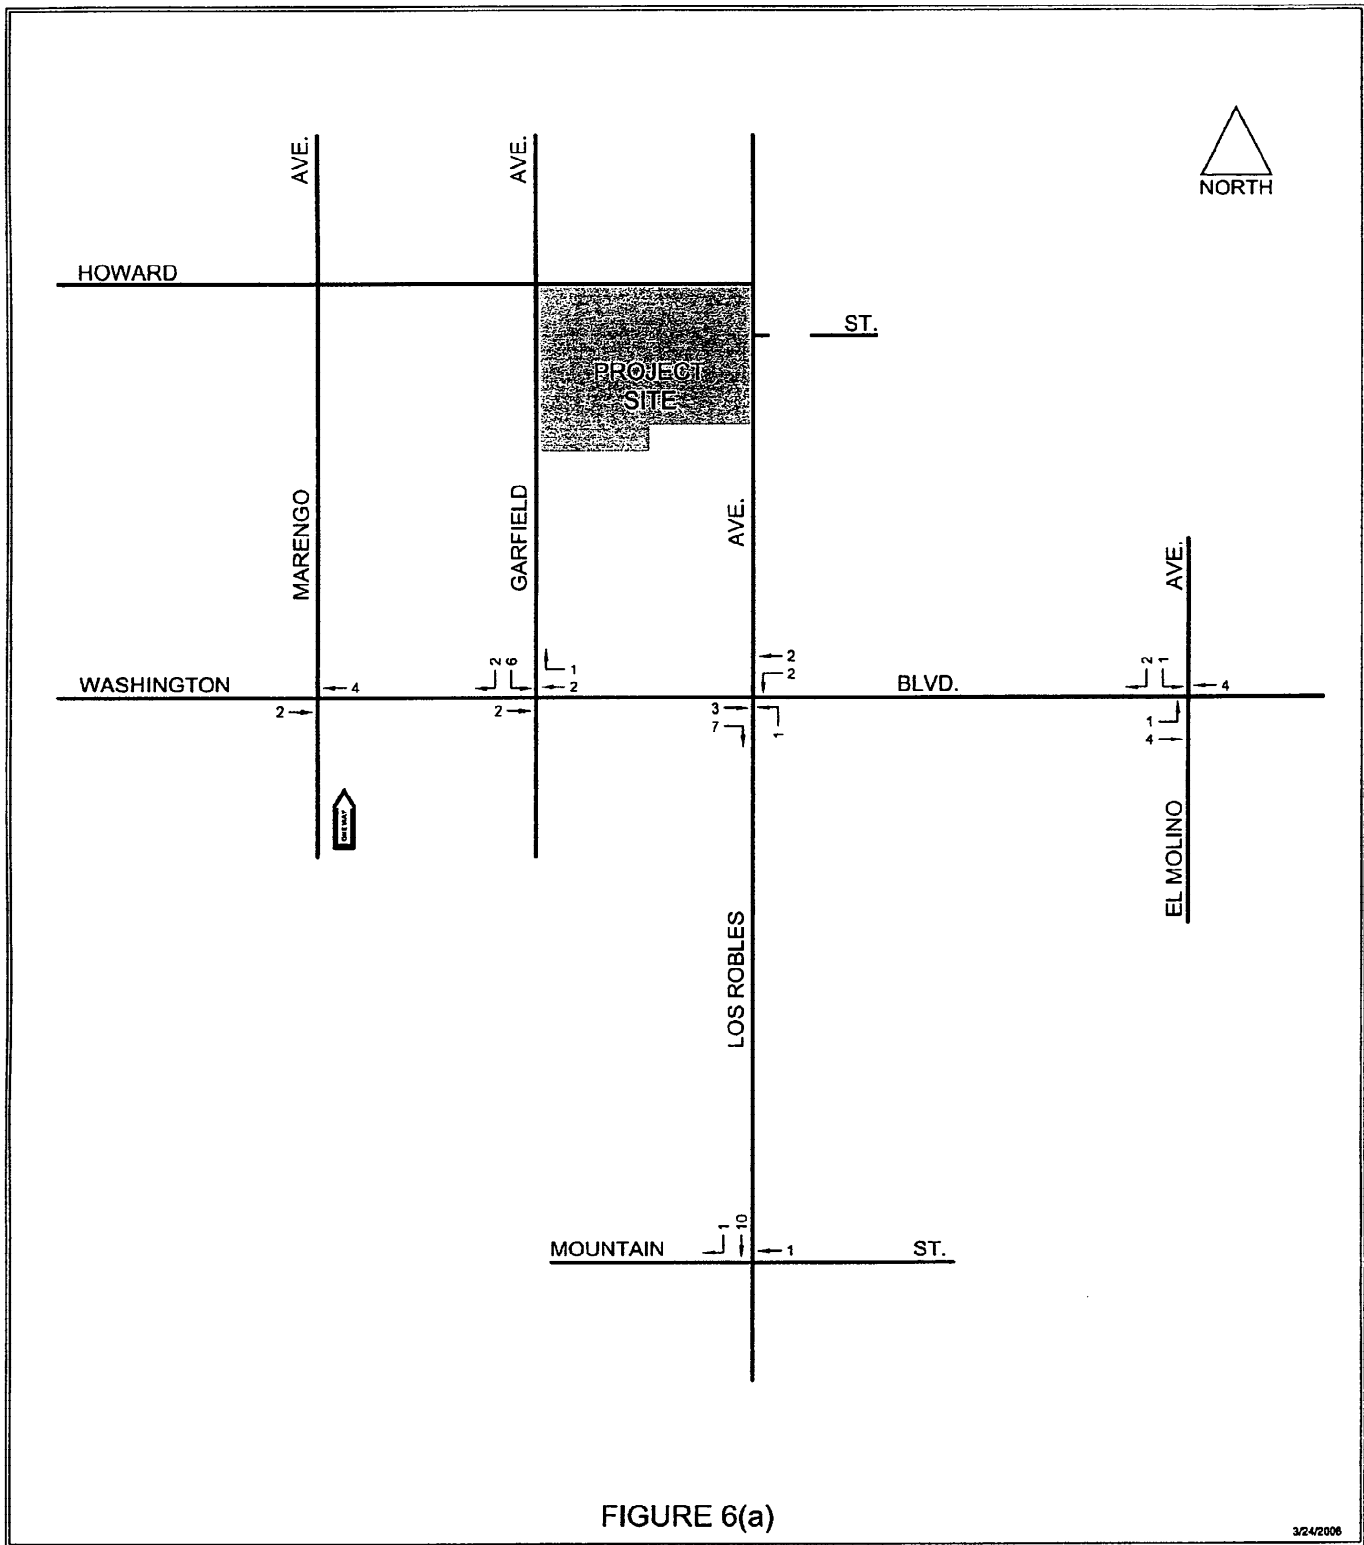 AVE.
AVE.
NORTH
HOWARD
ST.
PROJECT
SITE
MARENGO
GARFIELD
AVE.
AVE.
WASHINGTON
BLVD.
4
2
2 6
1
2
2
2
2
3
7
1
2 1
4
1
4
ONE WAY
EL MOLINO
LOS ROBLES
MOUNTAIN
ST.
1 10
1
FIGURE 6(a)
3/24/2006